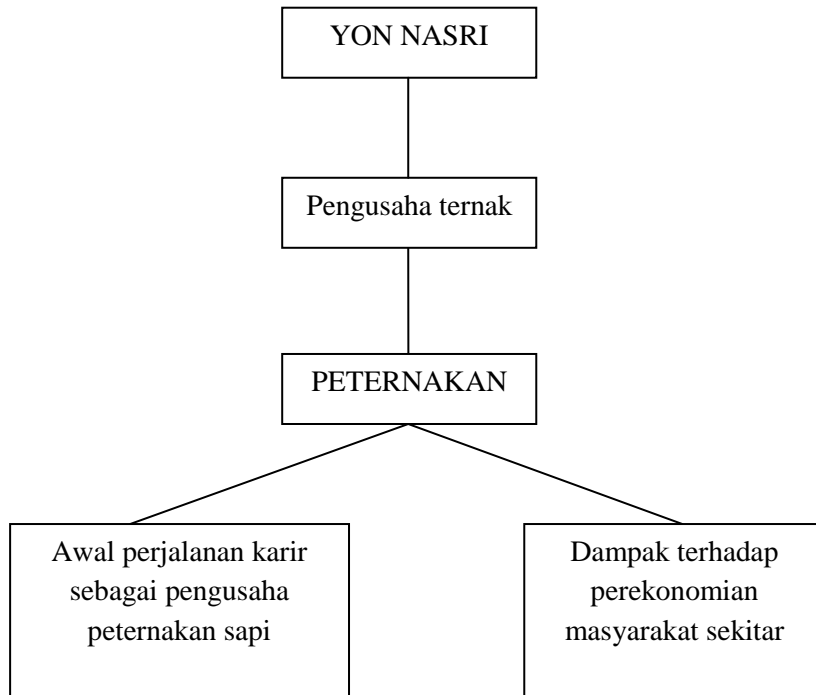 YON NASRI
Pengusaha ternak
PETERNAKAN
Awal perjalanan karir
sebagai pengusaha
peternakan sapi
Dampak terhadap
perekonomian
masyarakat sekitar